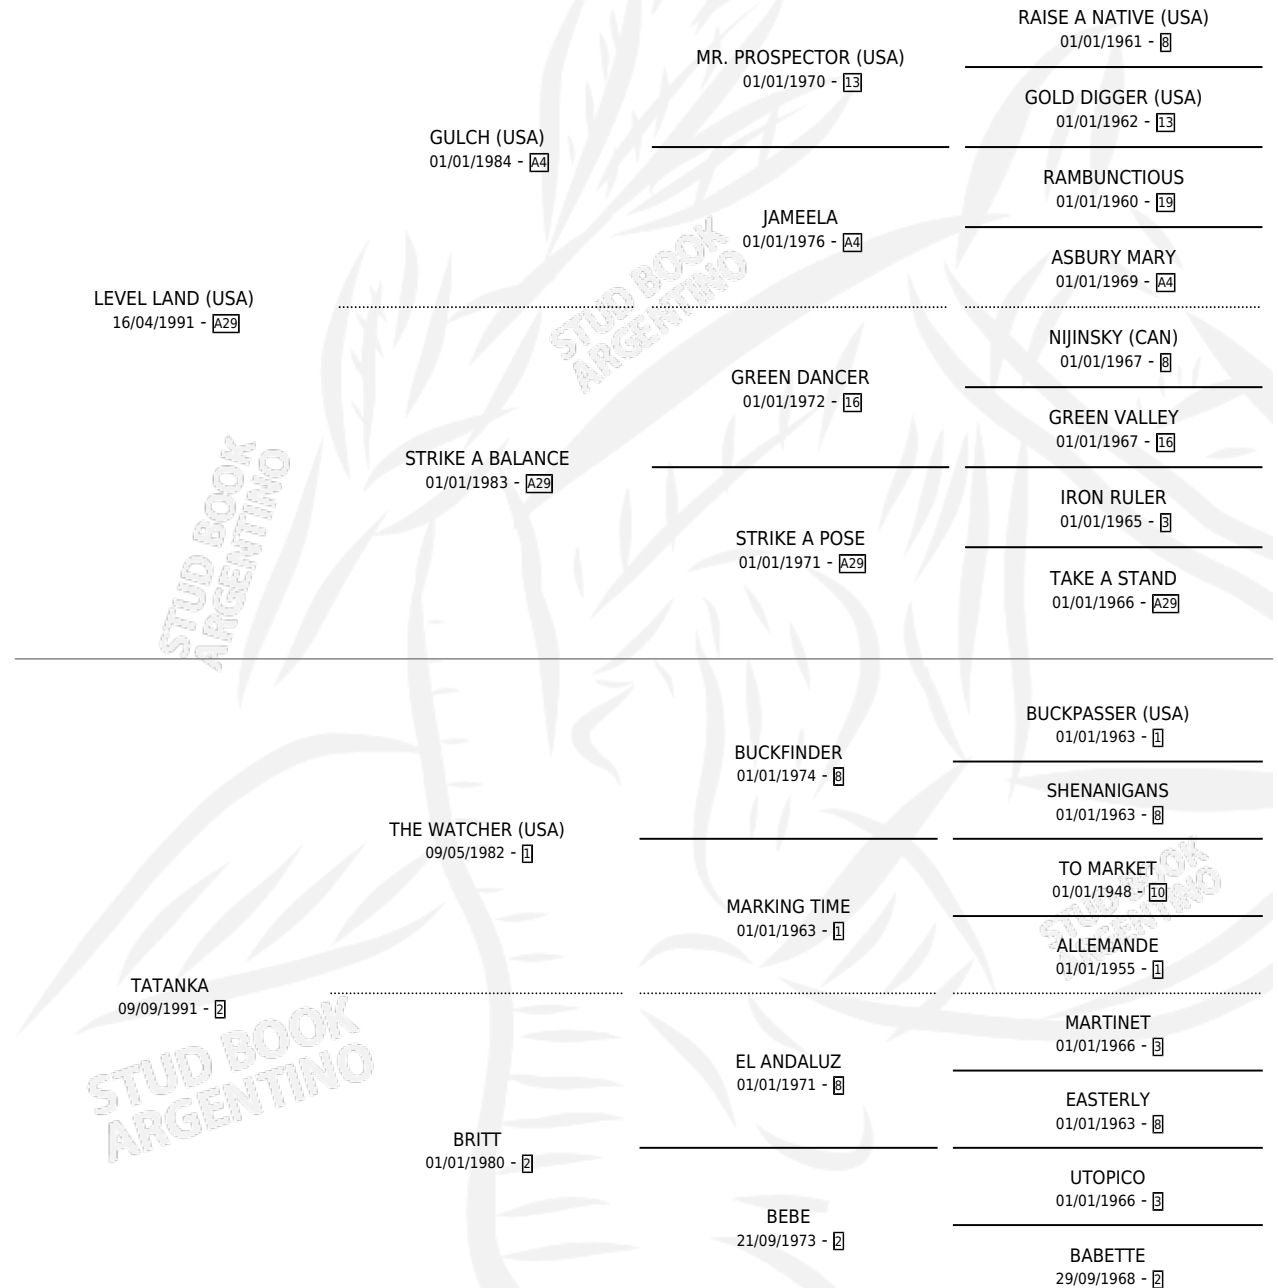 RAISE A NATIVE (USA)
01/01/1961 - 8
MR. PROSPECTOR (USA)
01/01/1970 - 13
GOLD DIGGER (USA)
01/01/1962 - 13
GULCH (USA)
01/01/1984 - A4
RAMBUNCTIOUS
01/01/1960 - 19
JAMEELA
01/01/1976 - A4
ASBURY MARY
01/01/1969 - A4
LEVEL LAND (USA)
16/04/1991 - A29
NIJINSKY (CAN)
01/01/1967 - 8
GREEN DANCER
01/01/1972 - 16
GREEN VALLEY
01/01/1967 - 16
STRIKE A BALANCE
01/01/1983 - A29
IRON RULER
01/01/1965 - 3
STRIKE A POSE
01/01/1971 - A29
TAKE A STAND
01/01/1966 - A29
BUCKPASSER (USA)
01/01/1963 - 1
BUCKFINDER
01/01/1974 - 8
SHENANIGANS
01/01/1963 - 8
THE WATCHER (USA)
09/05/1982 - 1
TO MARKET
01/01/1948 - 10
MARKING TIME
01/01/1963 - 1
ALLEMANDE
01/01/1955 - 1
TATANKA
09/09/1991 - 2
MARTINET
01/01/1966 - 3
EL ANDALUZ
01/01/1971 - 8
EASTERLY
01/01/1963 - 8
BRITT
01/01/1980 - 2
UTOPICO
01/01/1966 - 3
BEBE
21/09/1973 - 2
BABETTE
29/09/1968 - 2
STUD BOOK
ARGENTINO
STUD BOOK
ARGENTINO
STUD BOOK
ARGENTINO
STUD BOOK
ARGENTINO